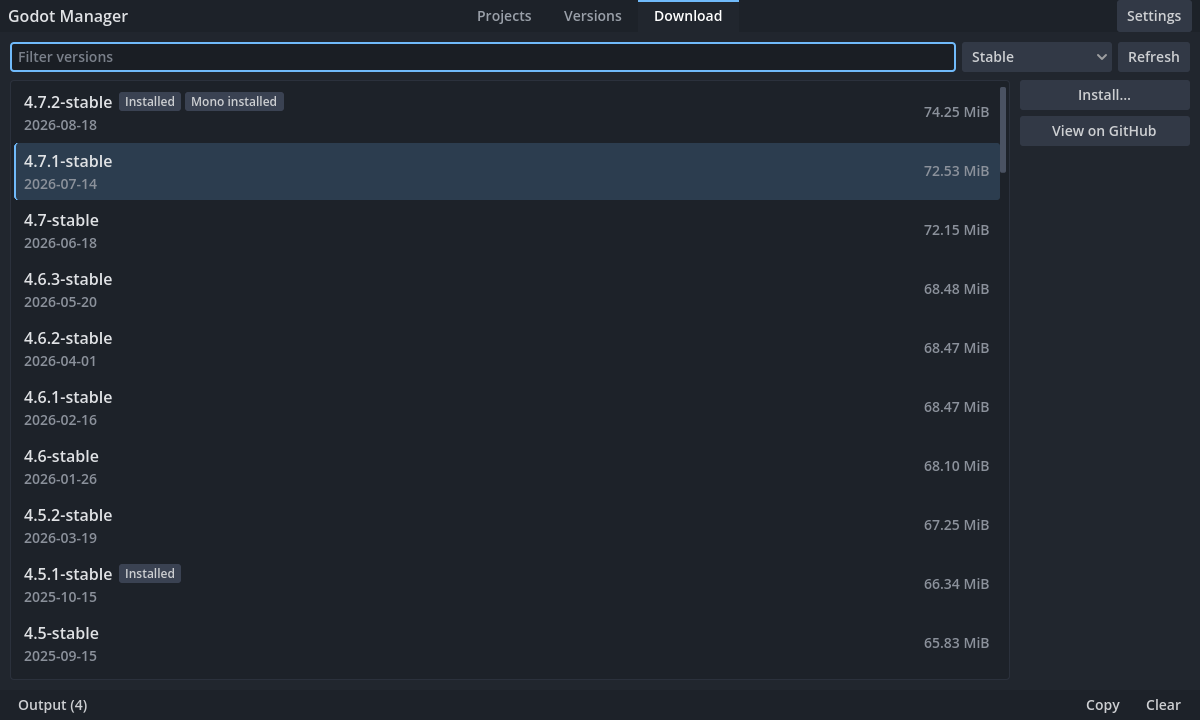 Godot Manager Projects Versions Download Settings
Filter versions Stable Refresh
4.7.2-stable Installed Mono installed
2026-08-18
74.25 MiB
Install...
View on GitHub
4.7.1-stable
2026-07-14
72.53 MiB
4.7-stable
2026-06-18
72.15 MiB
4.6.3-stable
2026-05-20
68.48 MiB
4.6.2-stable
2026-04-01
68.47 MiB
4.6.1-stable
2026-02-16
68.47 MiB
4.6-stable
2026-01-26
68.10 MiB
4.5.2-stable
2026-03-19
67.25 MiB
4.5.1-stable Installed
2025-10-15
66.34 MiB
4.5-stable
2025-09-15
65.83 MiB
Output (4) Copy Clear